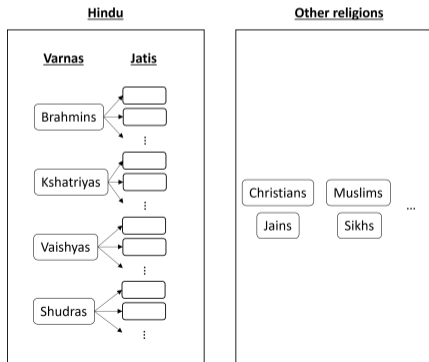 Hindu
Varnas Jatis
Brahmins
⋮
Kshatriyas
⋮
Vaishyas
⋮
Shudras
⋮
Other religions
Christians Muslims
...
Jains Sikhs